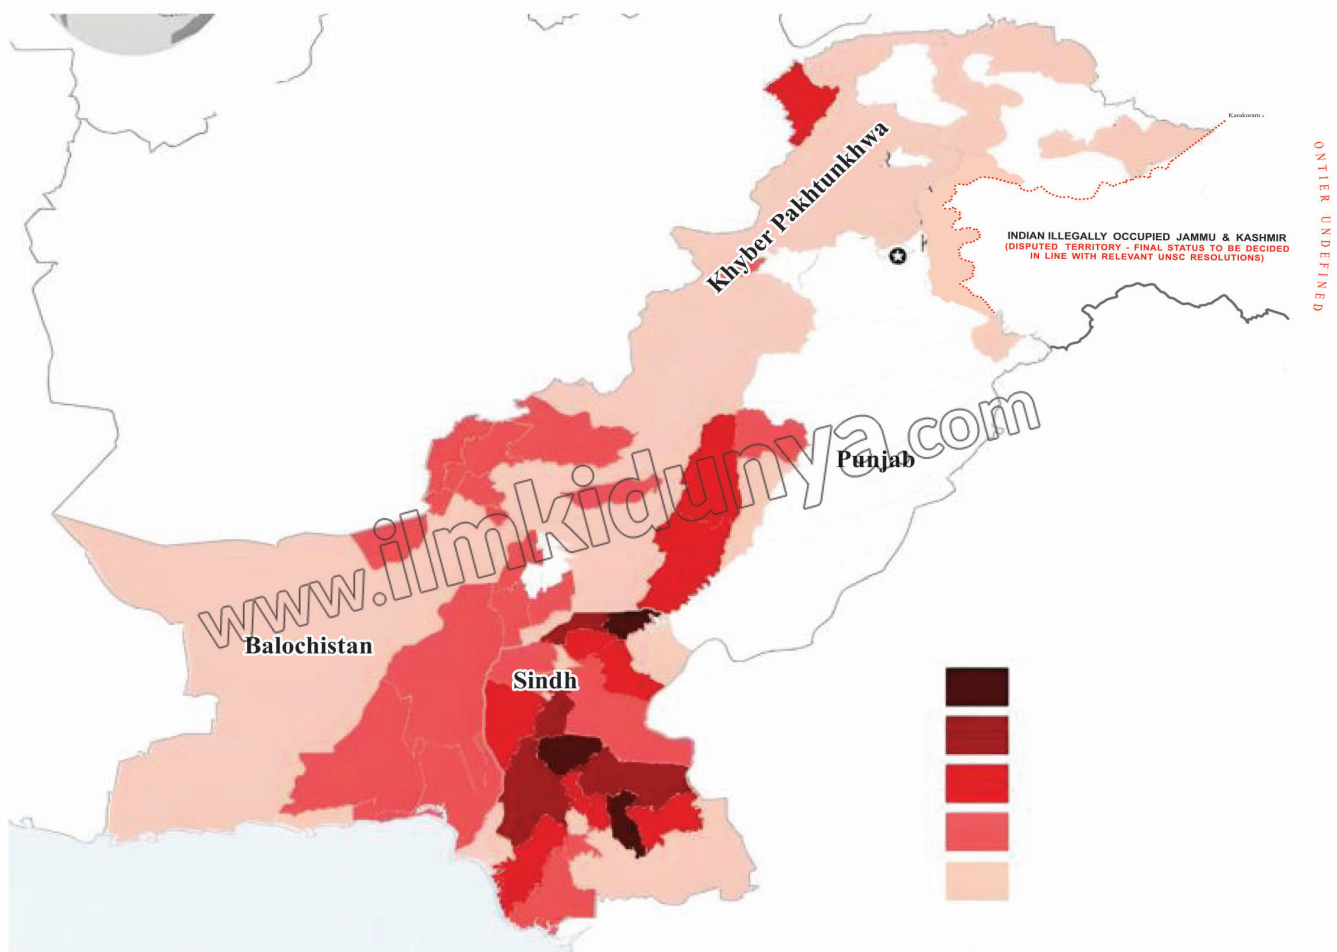 Karakoram
ONTIER UNDEFINED
Khyber Pakhtunkhwa
INDIAN ILLEGALLY OCCUPIED JAMMU & KASHMIR
(DISPUTED TERRITORY - FINAL STATUS TO BE DECIDED
IN LINE WITH RELEVANT UNSC RESOLUTIONS)
www.ilmkidunya.com
Punjab
Balochistan
Sindh